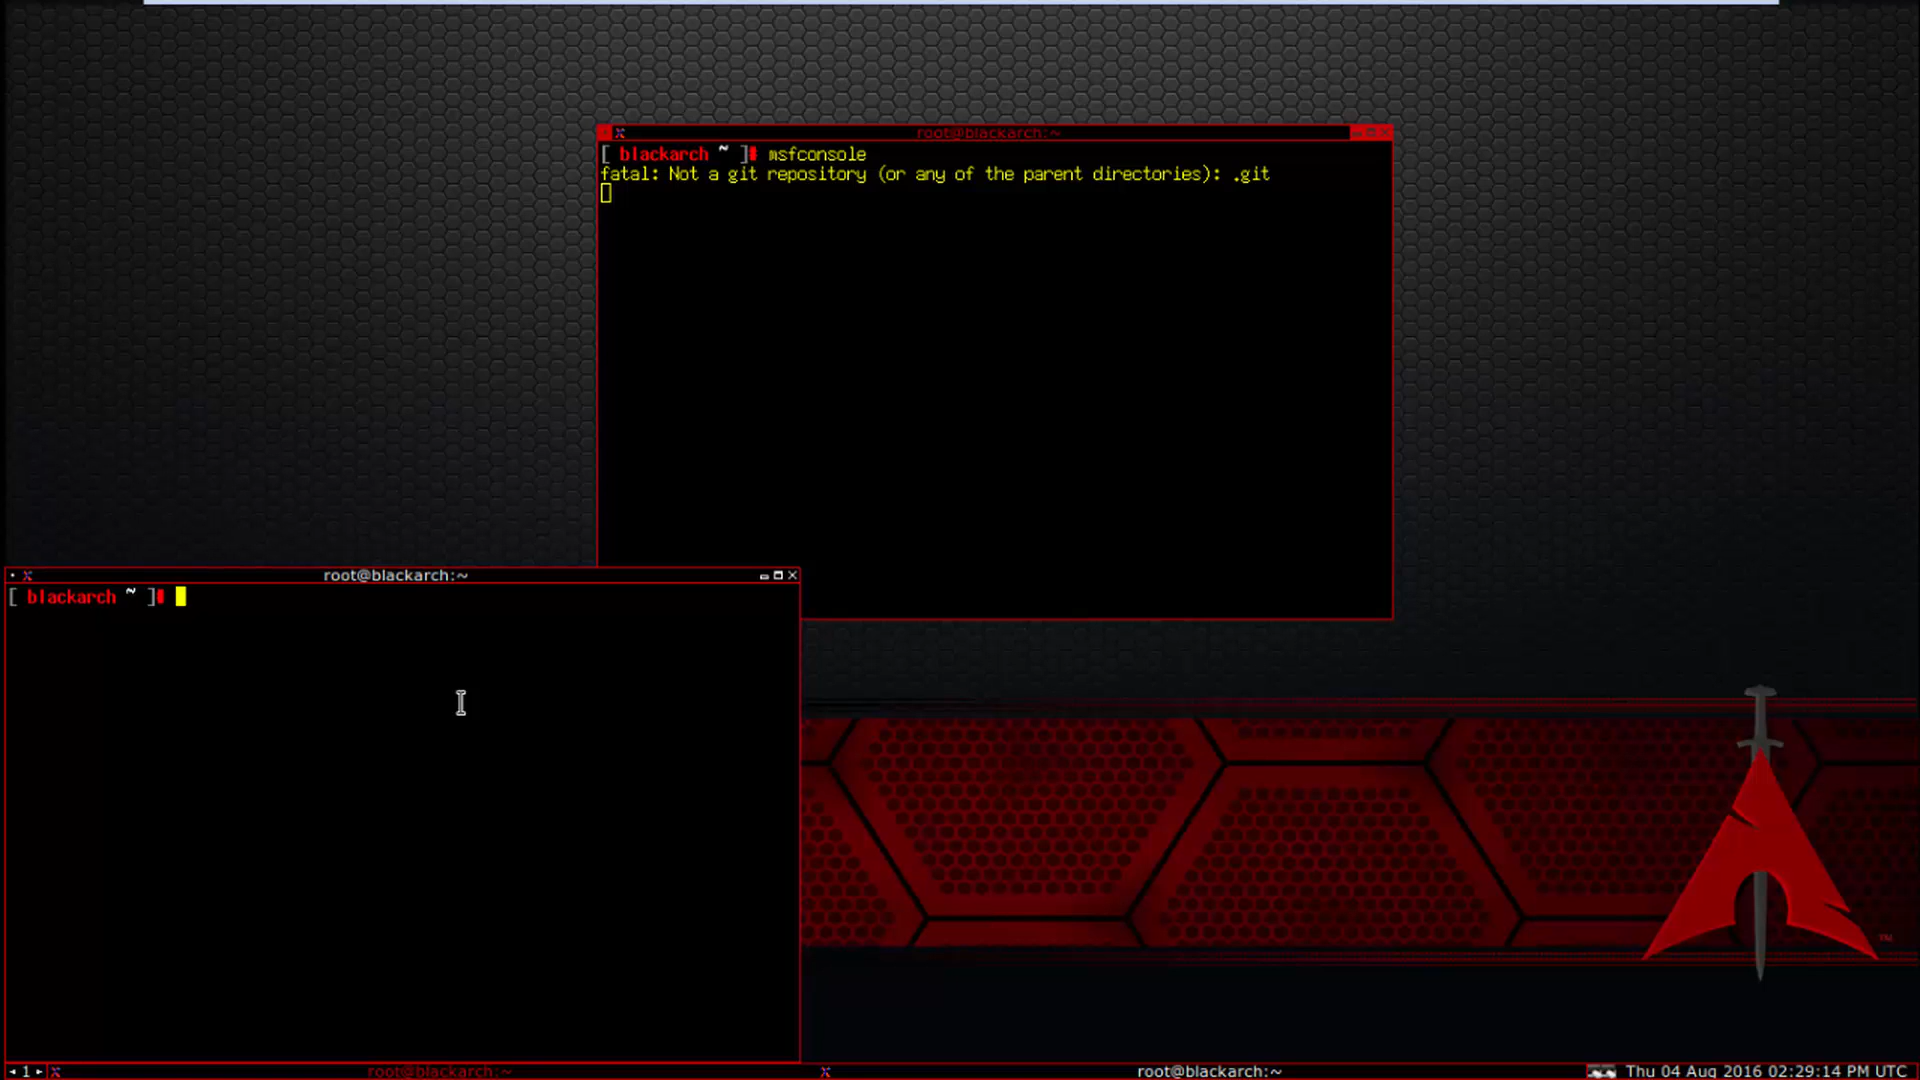 root@blackarch:~
[ blackarch ~ ]# msfconsole
fatal: Not a git repository (or any of the parent directories): .git
root@blackarch:~
[ blackarch ~ ]#
1
root@blackarch:~
root@blackarch:~
Thu 04 Aug 2016 02:29:14 PM UTC
TM